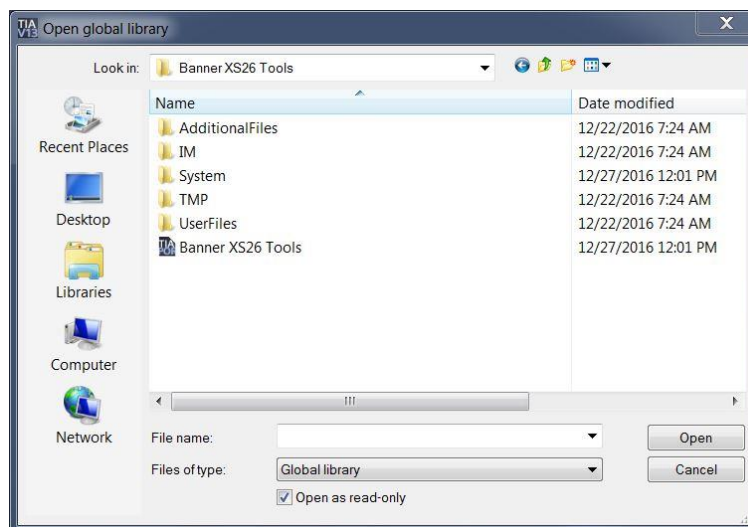 TIA V13 Open global library X
Look in: Banner XS26 Tools
Name Date modified
AdditionalFiles 12/22/2016 7:24 AM
IM 12/22/2016 7:24 AM
System 12/27/2016 12:01 PM
TMP 12/22/2016 7:24 AM
UserFiles 12/22/2016 7:24 AM
Banner XS26 Tools 12/27/2016 12:01 PM
Recent Places
Desktop
Libraries
Computer
Network
File name: Open
Files of type: Global library Cancel
Open as read-only